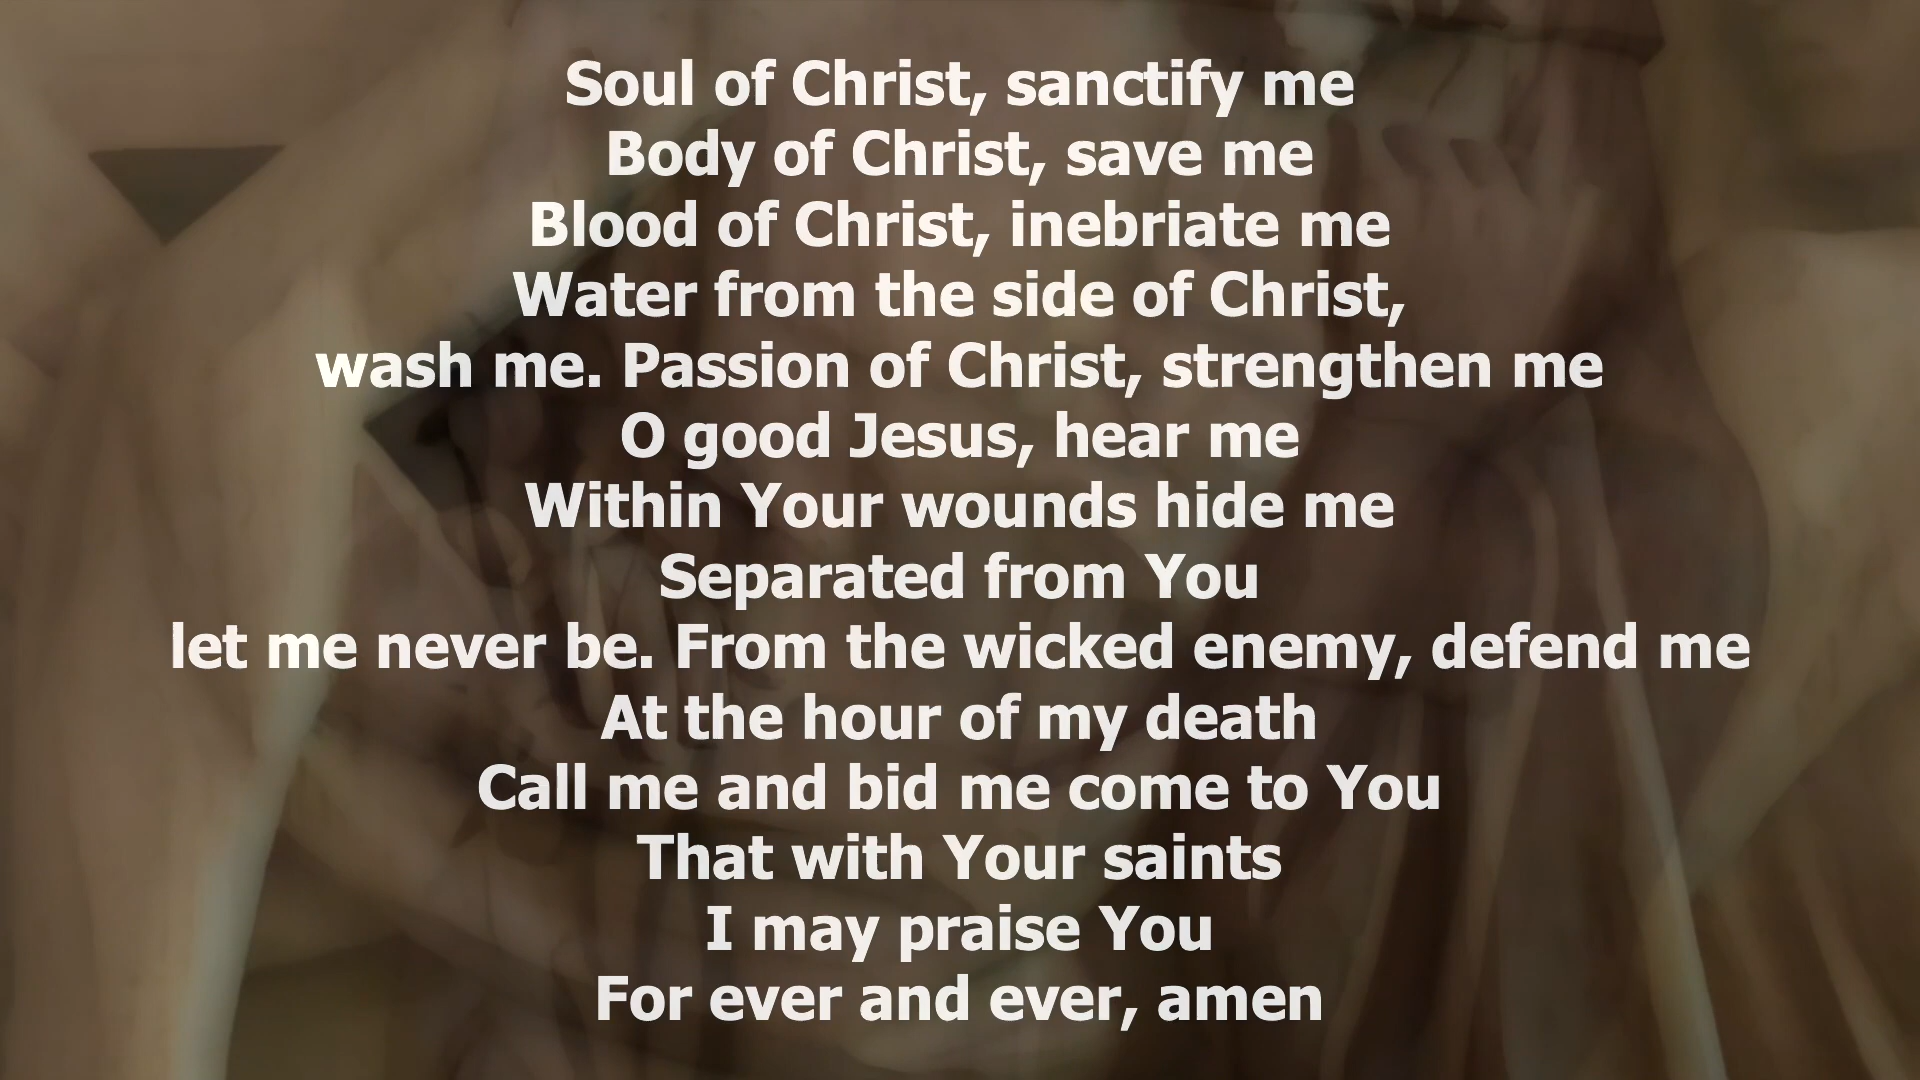 Soul of Christ, sanctify me
Body of Christ, save me
Blood of Christ, inebriate me
Water from the side of Christ,
wash me. Passion of Christ, strengthen me
O good Jesus, hear me
Within Your wounds hide me
Separated from You
let me never be. From the wicked enemy, defend me
At the hour of my death
Call me and bid me come to You
That with Your saints
I may praise You
For ever and ever, amen